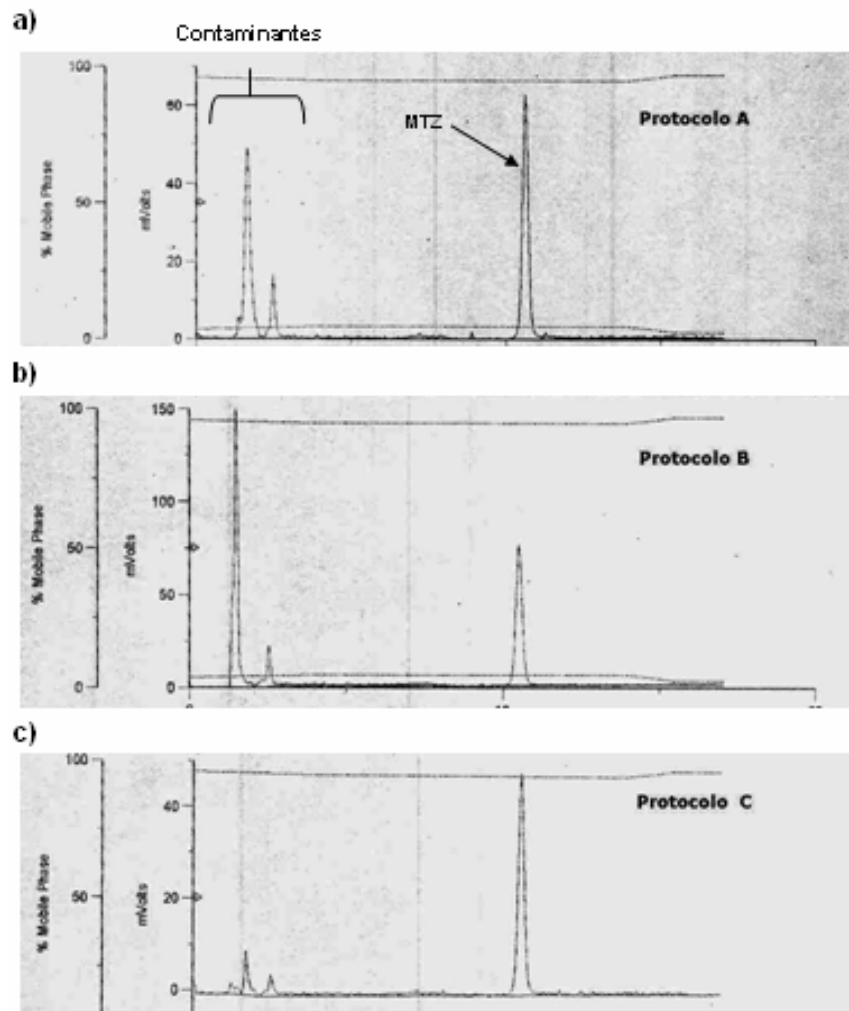 a)
Contaminantes
100
50
0
% Mobile Phase
60
40
20
0
mVolts
MTZ
Protocolo A
b)
100
50
0
% Mobile Phase
150
100
50
0
mVolts
Protocolo B
c)
100
50
% Mobile Phase
40
20
0
mVolts
Protocolo C